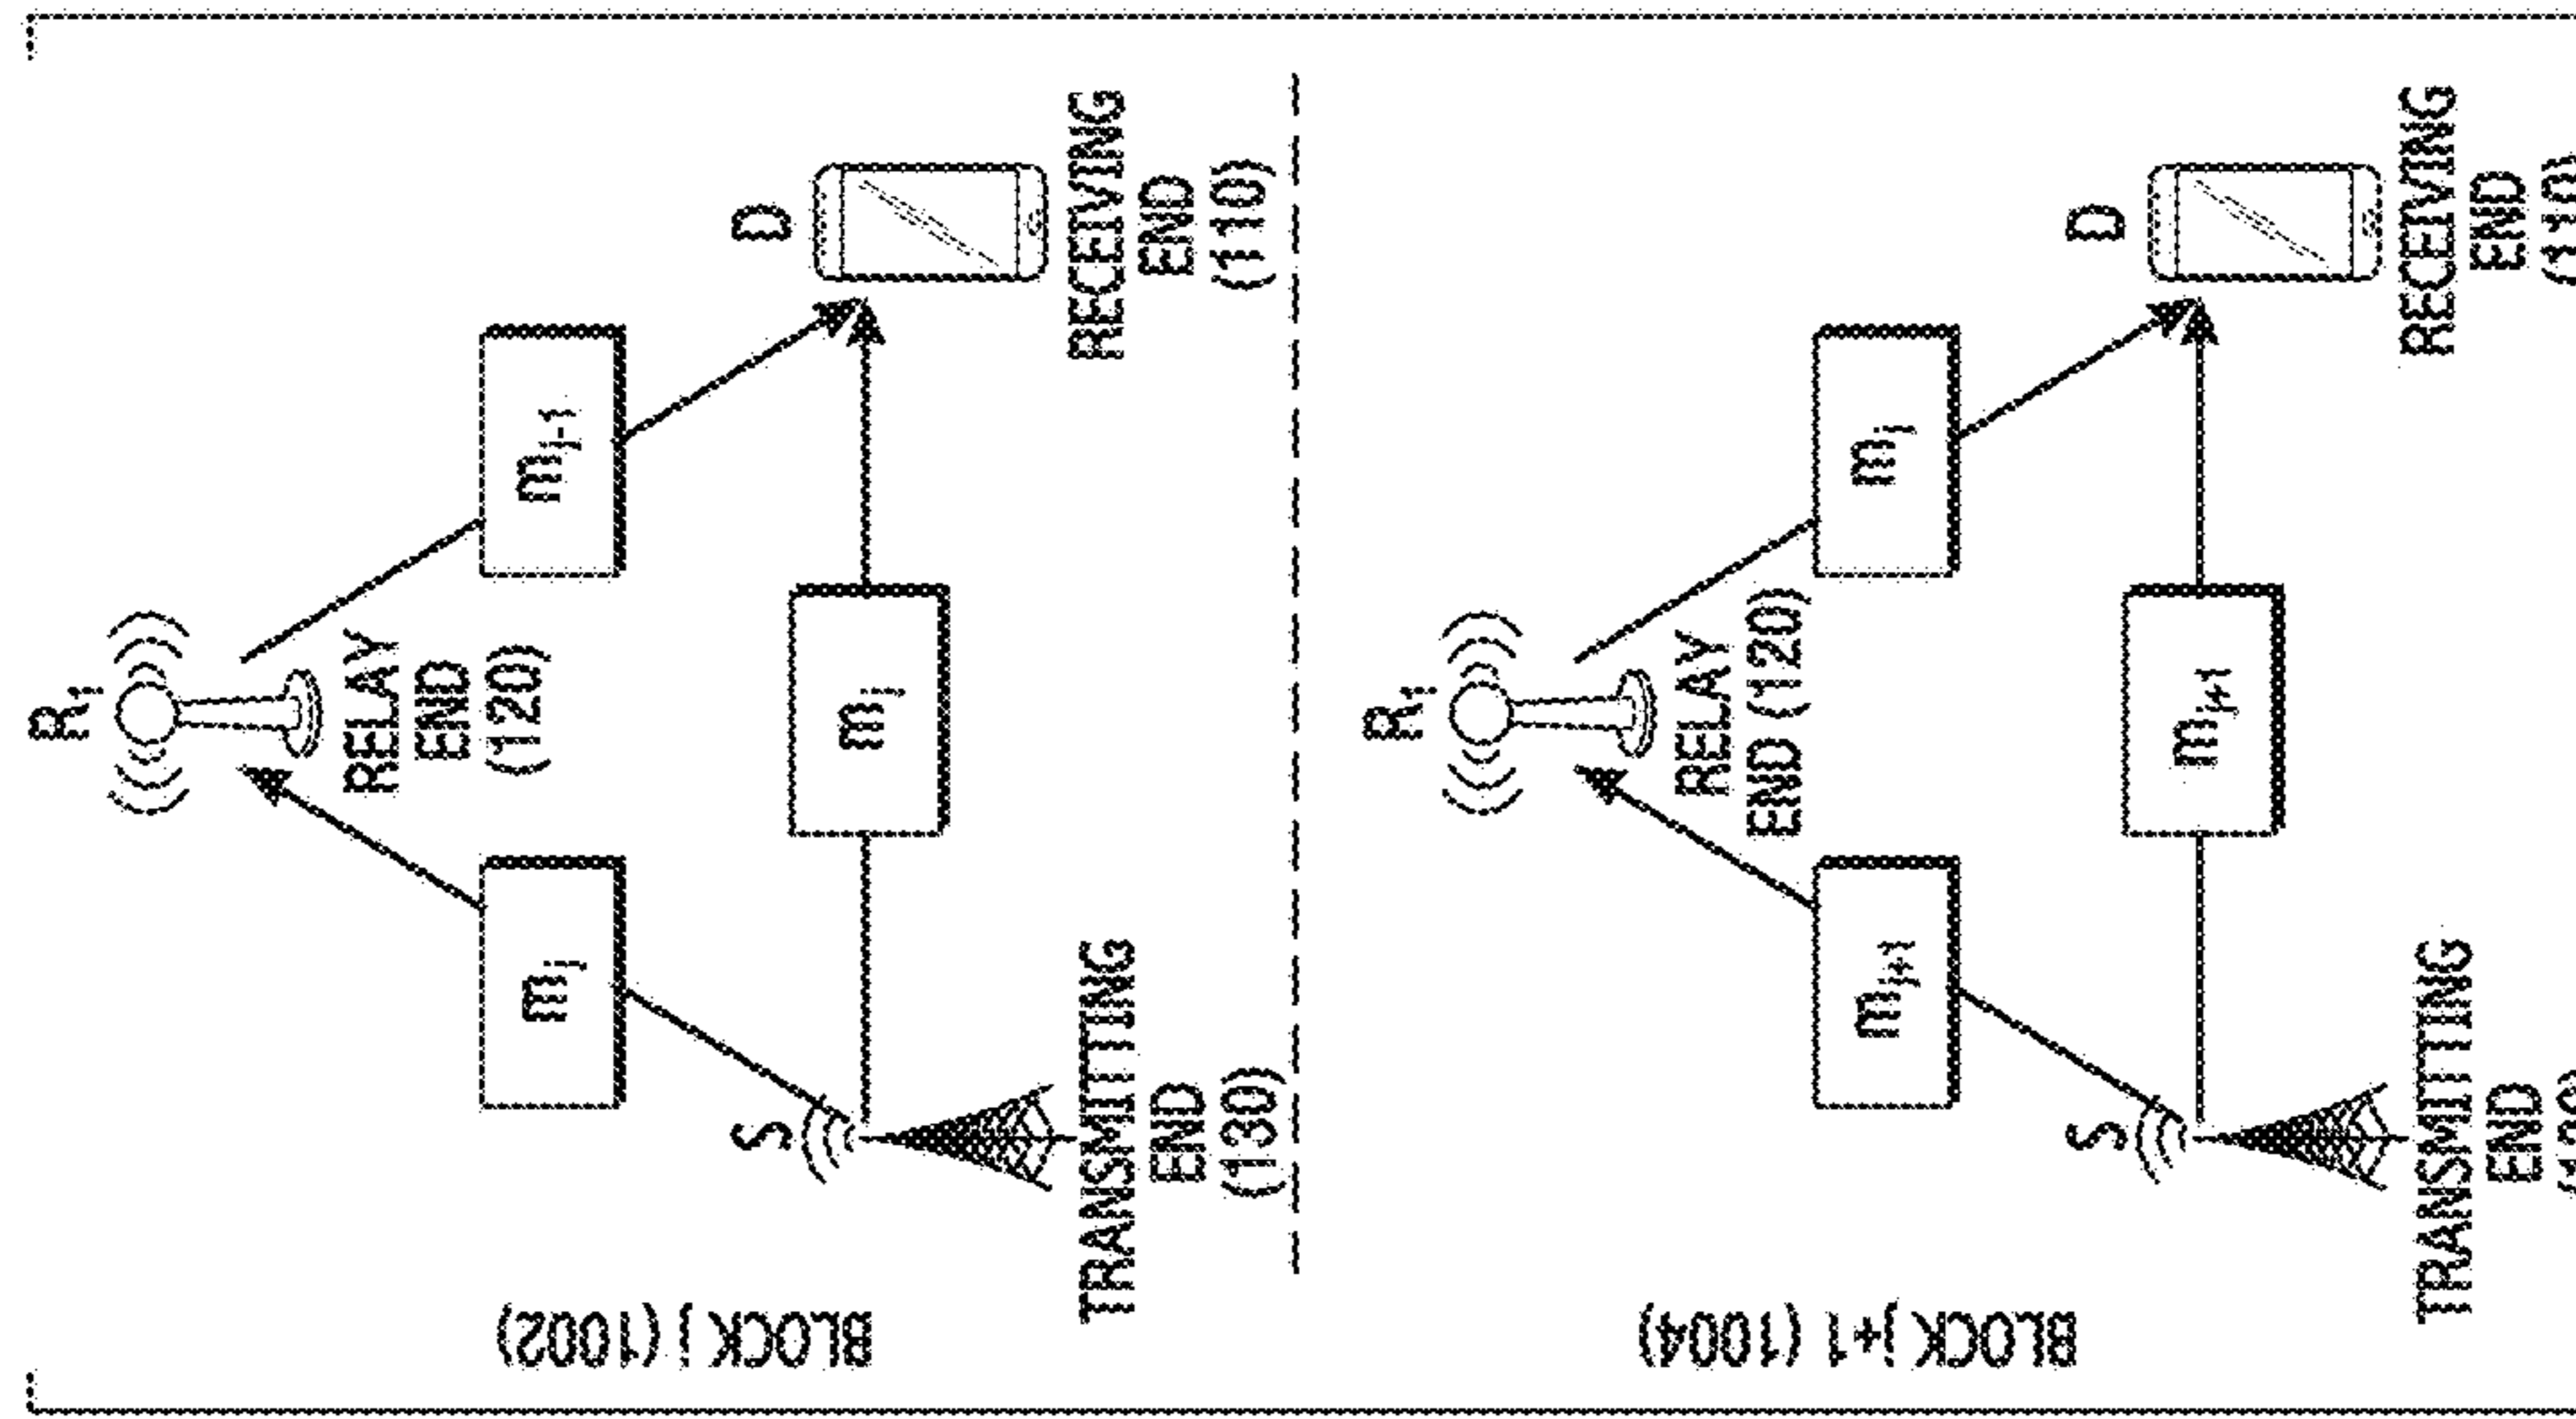 BLOCK j (1002)
R1
RELAY
END
(120)
mj
mj-1
mj
S
TRANSMITTING
END
(130)
D
RECEIVING
END
(110)
BLOCK j+1 (1004)
R1
RELAY
END (120)
mj+1
mj
mj+1
S
TRANSMITTING
END
D
RECEIVING
END
(110)